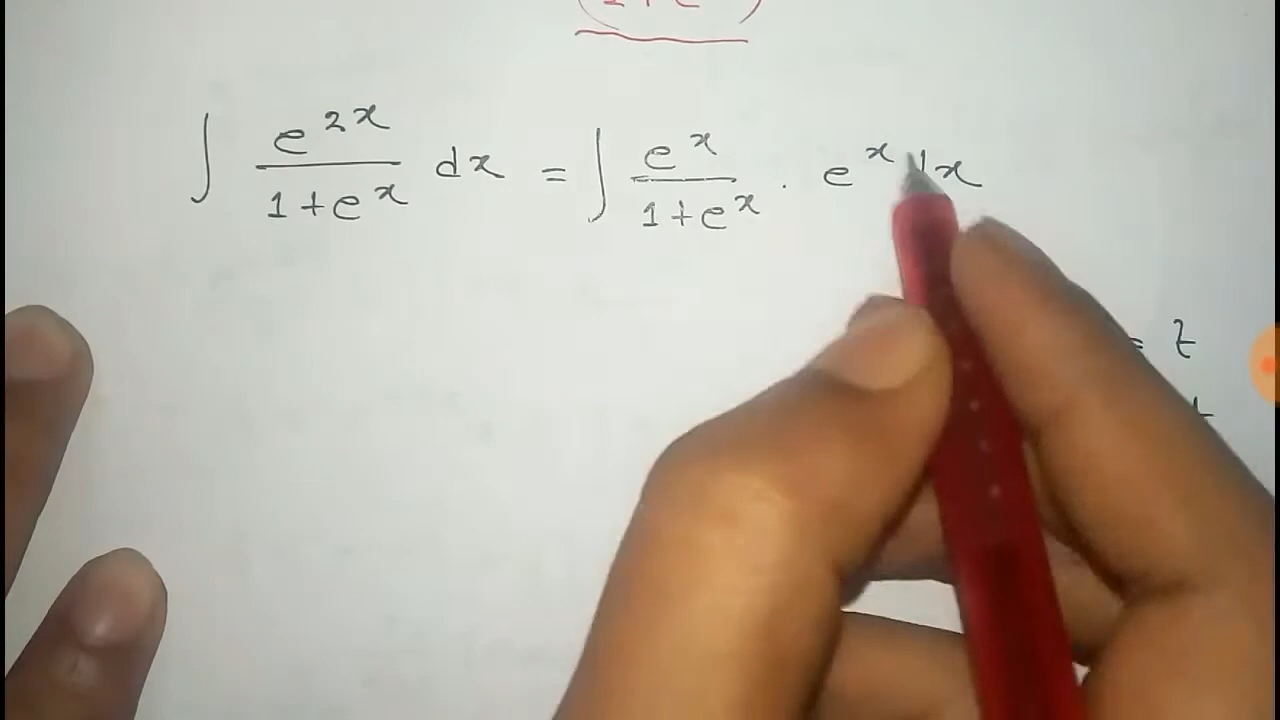 ∫ e^{2x}/(1+e^x) dx = ∫ e^x/(1+e^x) · e^x dx
= t